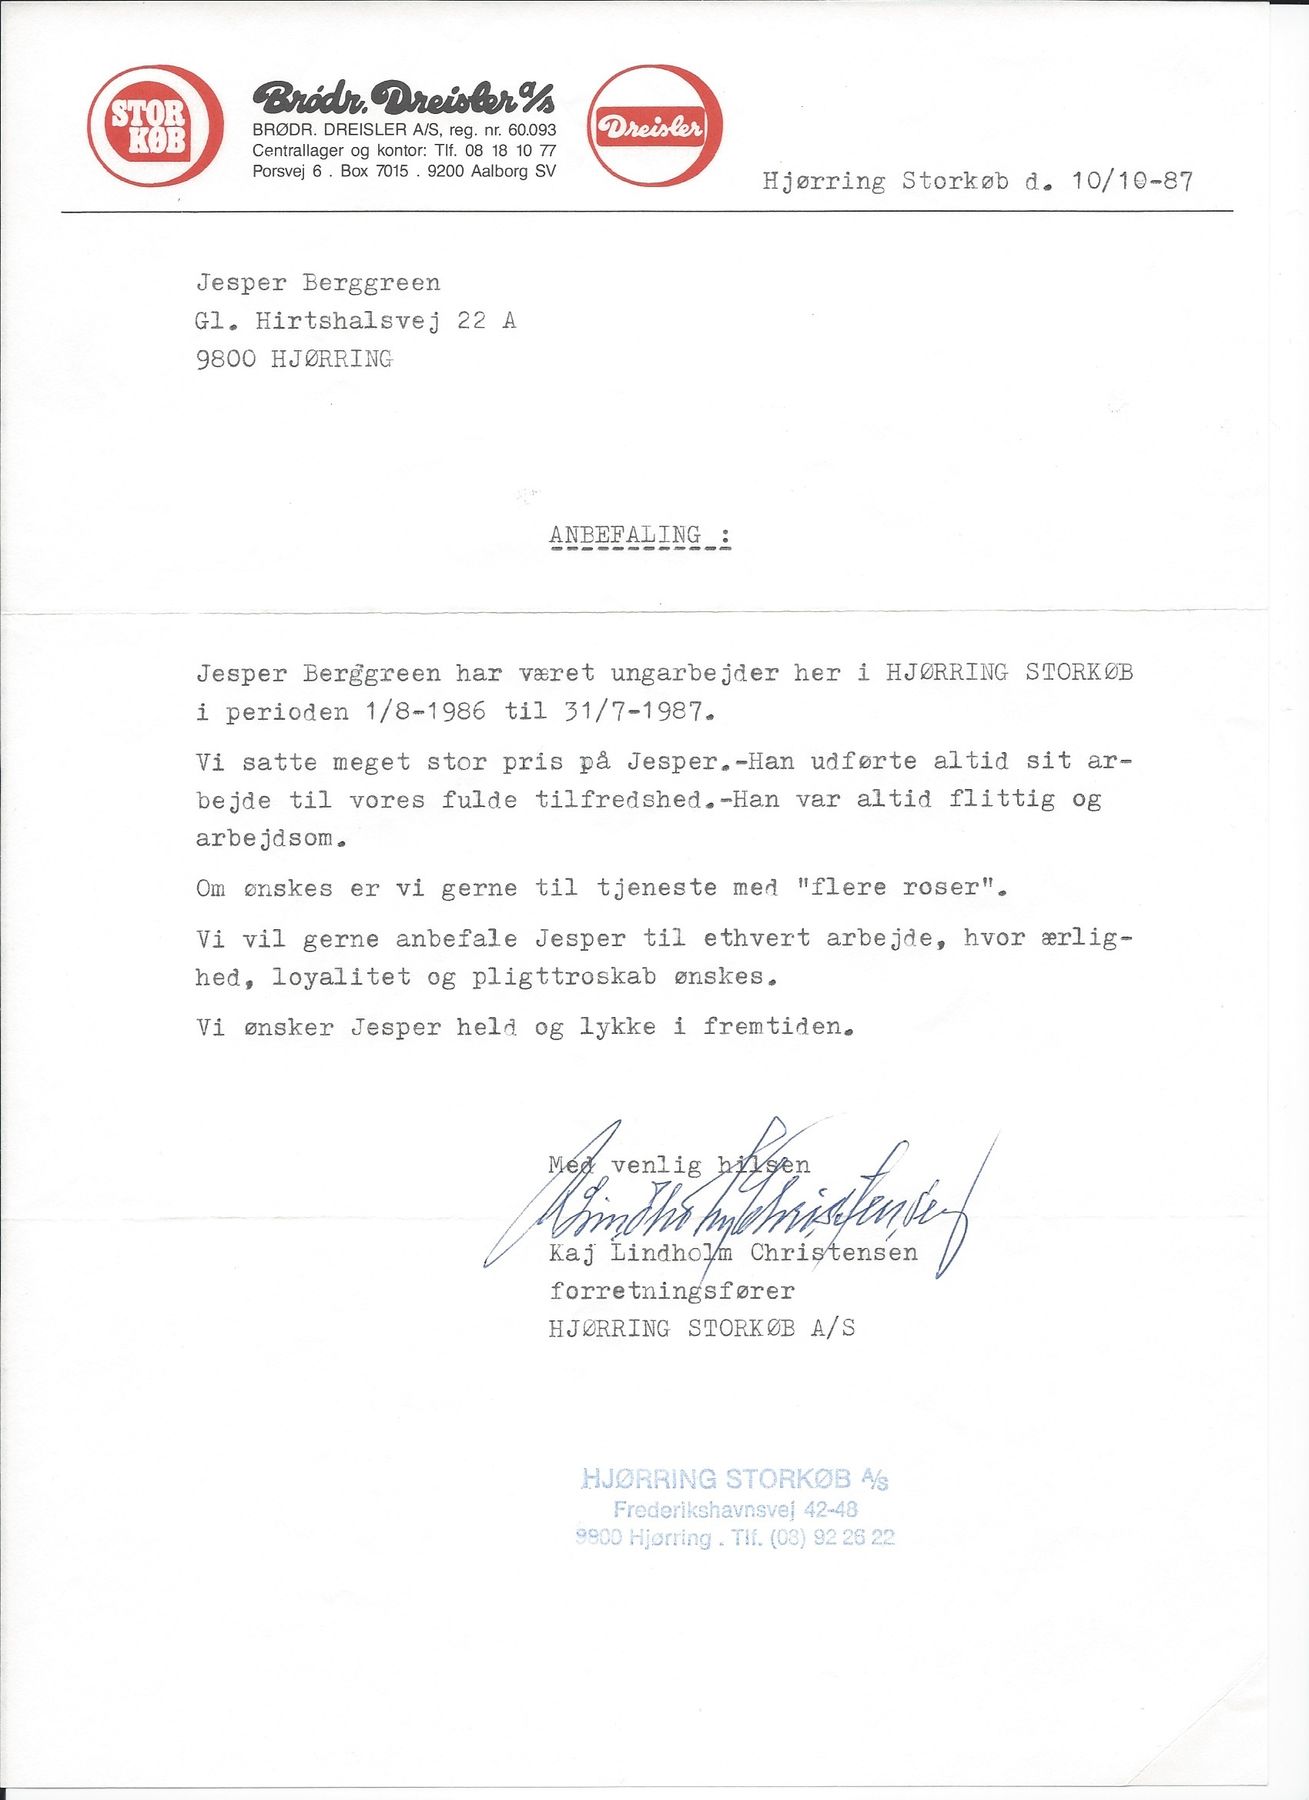 STOR
KØB
Brødr. Dreisler a/s
BRØDR. DREISLER A/S, reg. nr. 60.093
Centrallager og kontor: Tlf. 08 18 10 77
Porsvej 6 . Box 7015 . 9200 Aalborg SV
Dreisler
Hjørring Storkøb d. 10/10-87
Jesper Berggreen
Gl. Hirtshalsvej 22 A
9800 HJØRRING
ANBEFALING :
Jesper Berggreen har været ungarbejder her i HJØRRING STORKØB
i perioden 1/8-1986 til 31/7-1987.
Vi satte meget stor pris på Jesper.-Han udførte altid sit ar-
bejde til vores fulde tilfredshed.-Han var altid flittig og
arbejdsom.
Om ønskes er vi gerne til tjeneste med "flere roser".
Vi vil gerne anbefale Jesper til ethvert arbejde, hvor ærlig-
hed, loyalitet og pligttroskab ønskes.
Vi ønsker Jesper held og lykke i fremtiden.
Med venlig hilsen
Lindholm Christensen
Kaj Lindholm Christensen
forretningsfører
HJØRRING STORKØB A/S
HJØRRING STORKØB A/S
Frederikshavnsvej 42-48
9800 Hjørring . Tlf. (08) 92 26 22